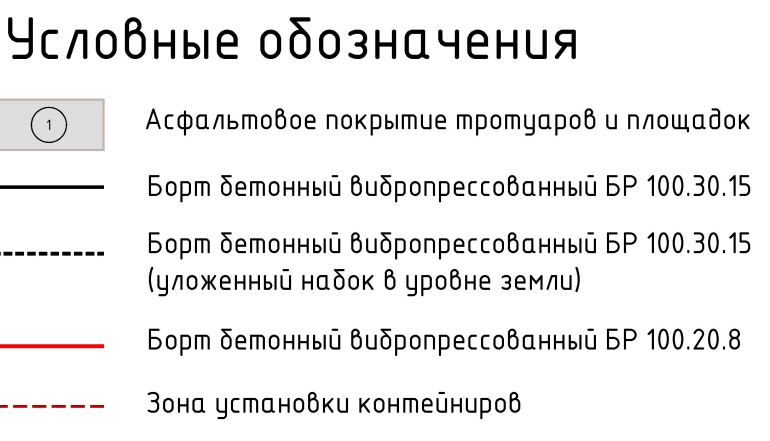 Условные обозначения
1
Асфальтовое покрытие тротуаров и площадок
Борт бетонный вибропрессованный БР 100.30.15
Борт бетонный вибропрессованный БР 100.30.15
(уложенный набок в уровне земли)
Борт бетонный вибропрессованный БР 100.20.8
Зона установки контейниров